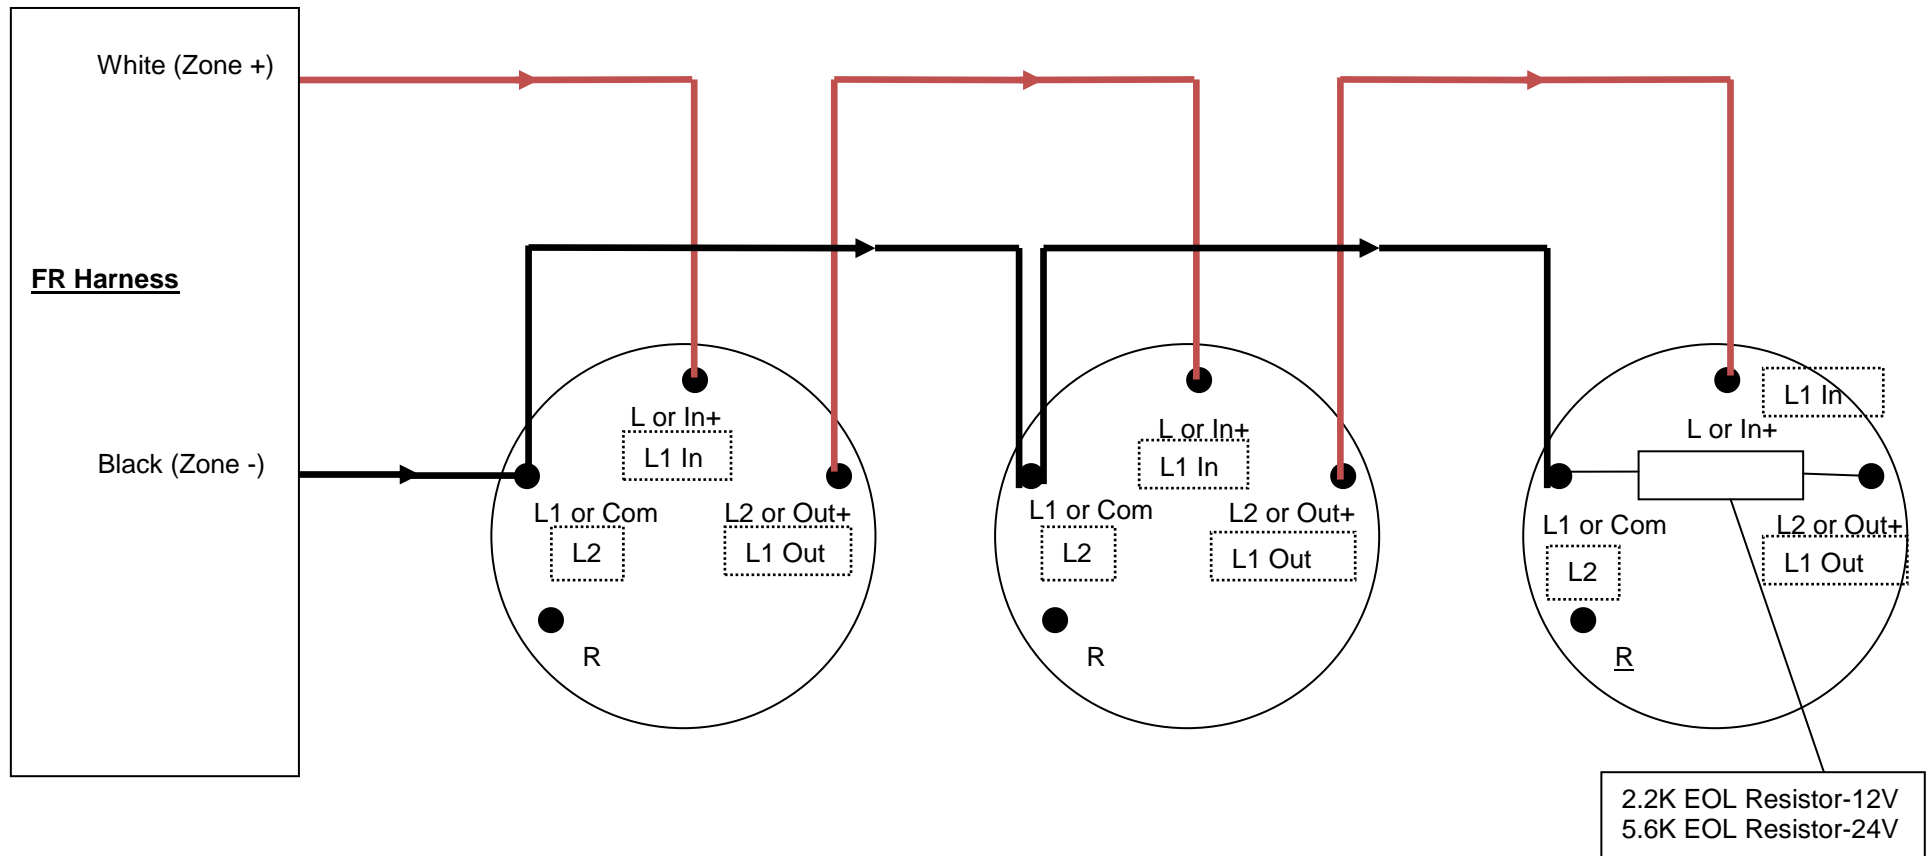 White (Zone +)
FR Harness
Black (Zone -)
L or In+
L1 In
L1 or Com
L2
L2 or Out+
L1 Out
R
L or In+
L1 In
L1 or Com
L2
L2 or Out+
L1 Out
R
L1 In
L or In+
L1 or Com
L2
L2 or Out+
L1 Out
R
2.2K EOL Resistor-12V
5.6K EOL Resistor-24V